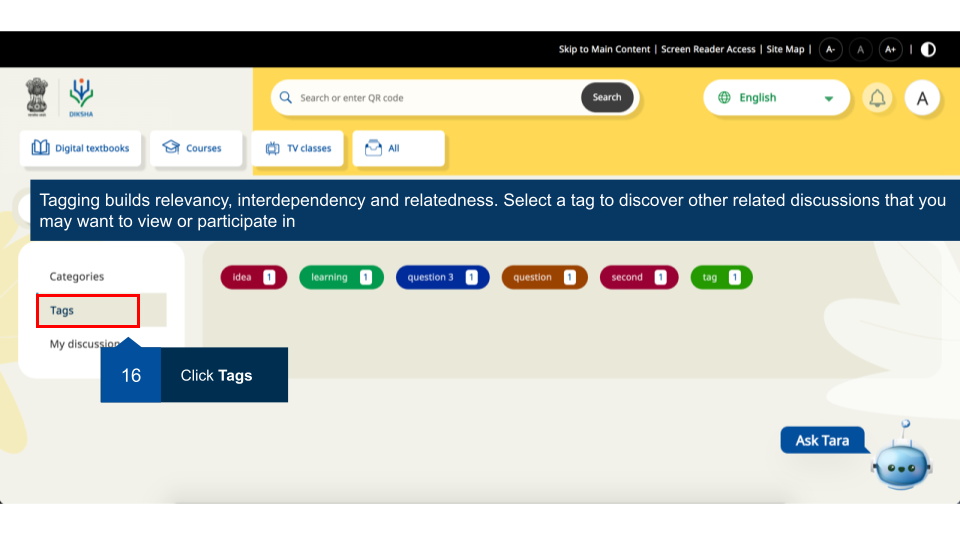 Skip to Main Content | Screen Reader Access | Site Map | A- A A+ |
DIKSHA
Search or enter QR code Search
English
A
Digital textbooks Courses TV classes All
Tagging builds relevancy, interdependency and relatedness. Select a tag to discover other related discussions that you
may want to view or participate in
Categories
idea 1 learning 1 question 3 1 question 1 second 1 tag 1
Tags
My discussion
16 Click Tags
Ask Tara